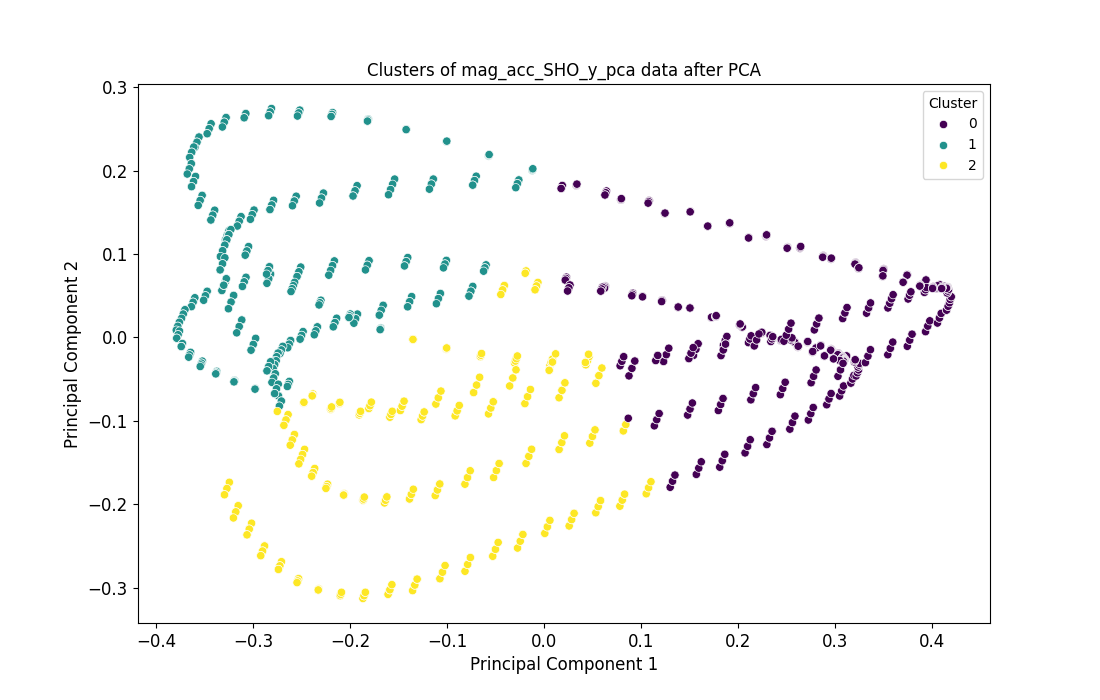 Clusters of mag_acc_SHO_y_pca data after PCA
Cluster
0
1
2
Principal Component 2
0.3
0.2
0.1
0.0
−0.1
−0.2
−0.3
−0.4 −0.3 −0.2 −0.1 0.0 0.1 0.2 0.3 0.4
Principal Component 1